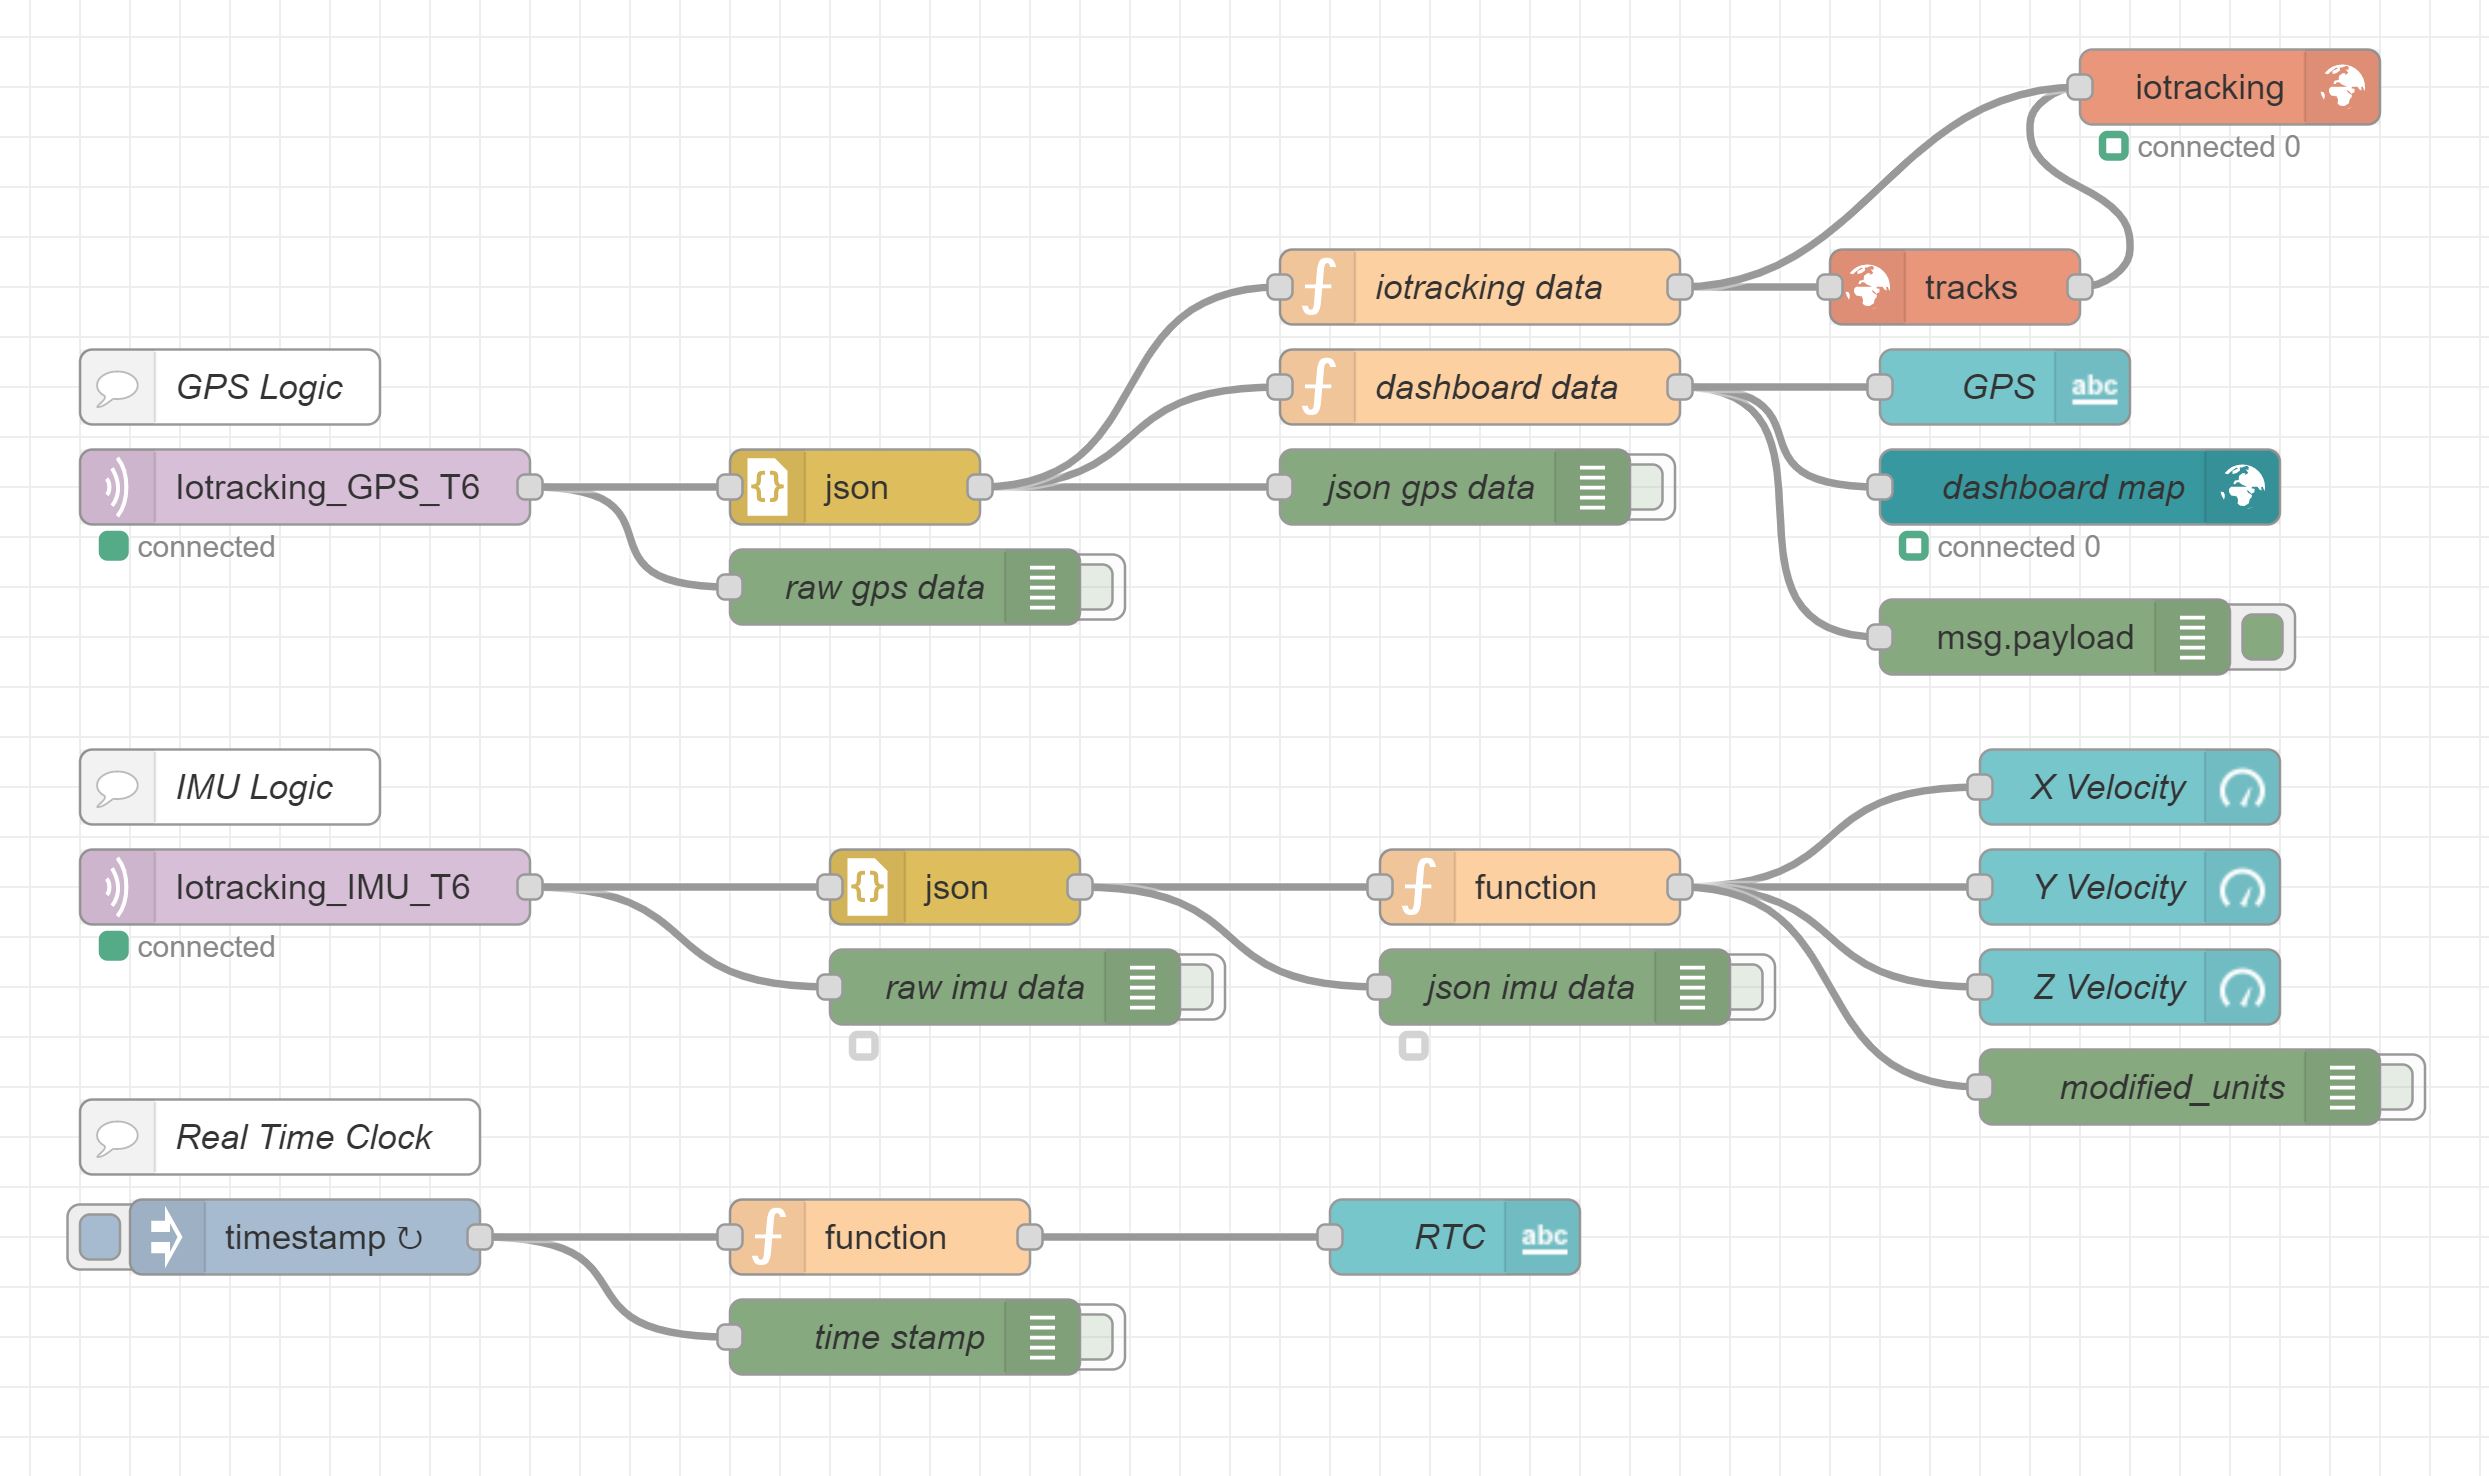 iotracking
connected 0
iotracking data
tracks
GPS Logic
dashboard data
GPS
abc
Iotracking_GPS_T6
{} json
json gps data
dashboard map
connected
connected 0
raw gps data
msg.payload
IMU Logic
X Velocity
Iotracking_IMU_T6
{} json
function
Y Velocity
connected
raw imu data
json imu data
Z Velocity
modified_units
Real Time Clock
timestamp ↻
function
RTC
abc
time stamp